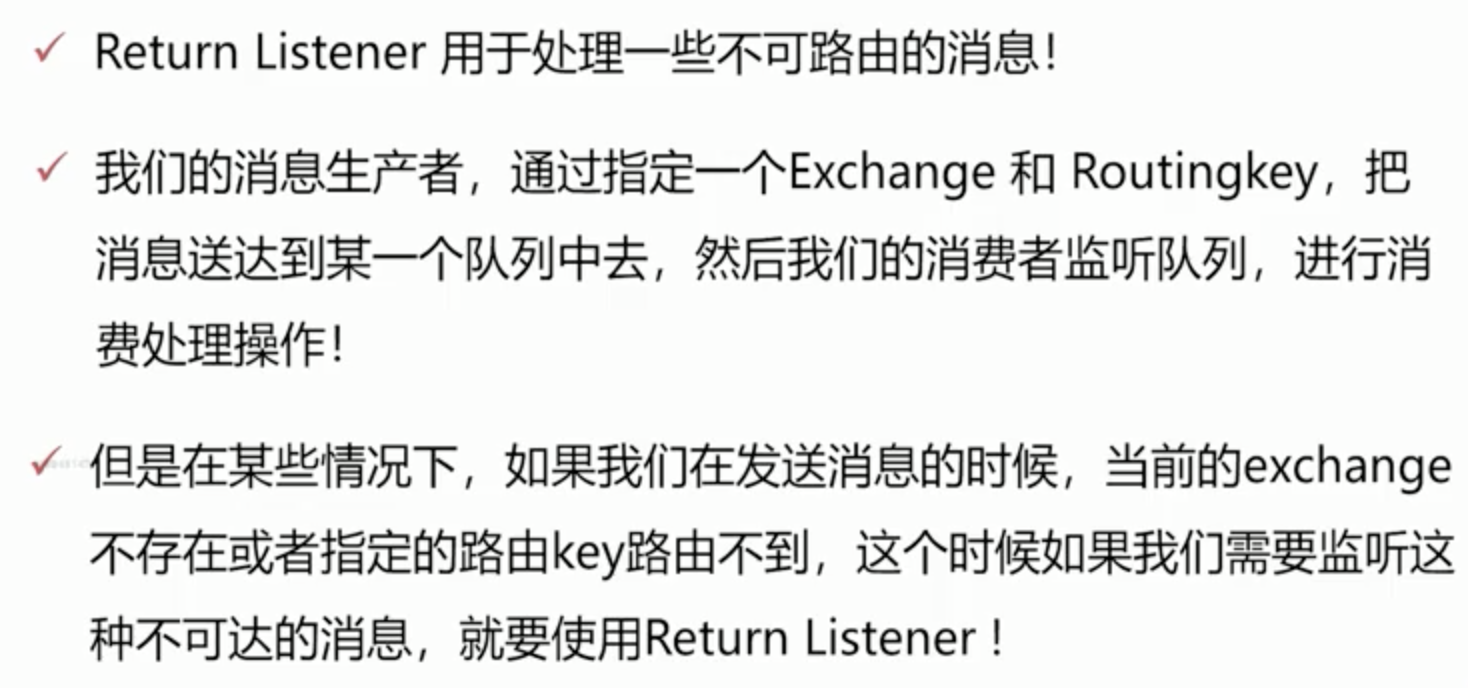 ✓ Return Listener 用于处理一些不可路由的消息！
✓ 我们的消息生产者，通过指定一个Exchange 和 Routingkey，把
消息送达到某一个队列中去，然后我们的消费者监听队列，进行消
费处理操作！
✓ 但是在某些情况下，如果我们在发送消息的时候，当前的exchange
不存在或者指定的路由key路由不到，这个时候如果我们需要监听这
种不可达的消息，就要使用Return Listener！